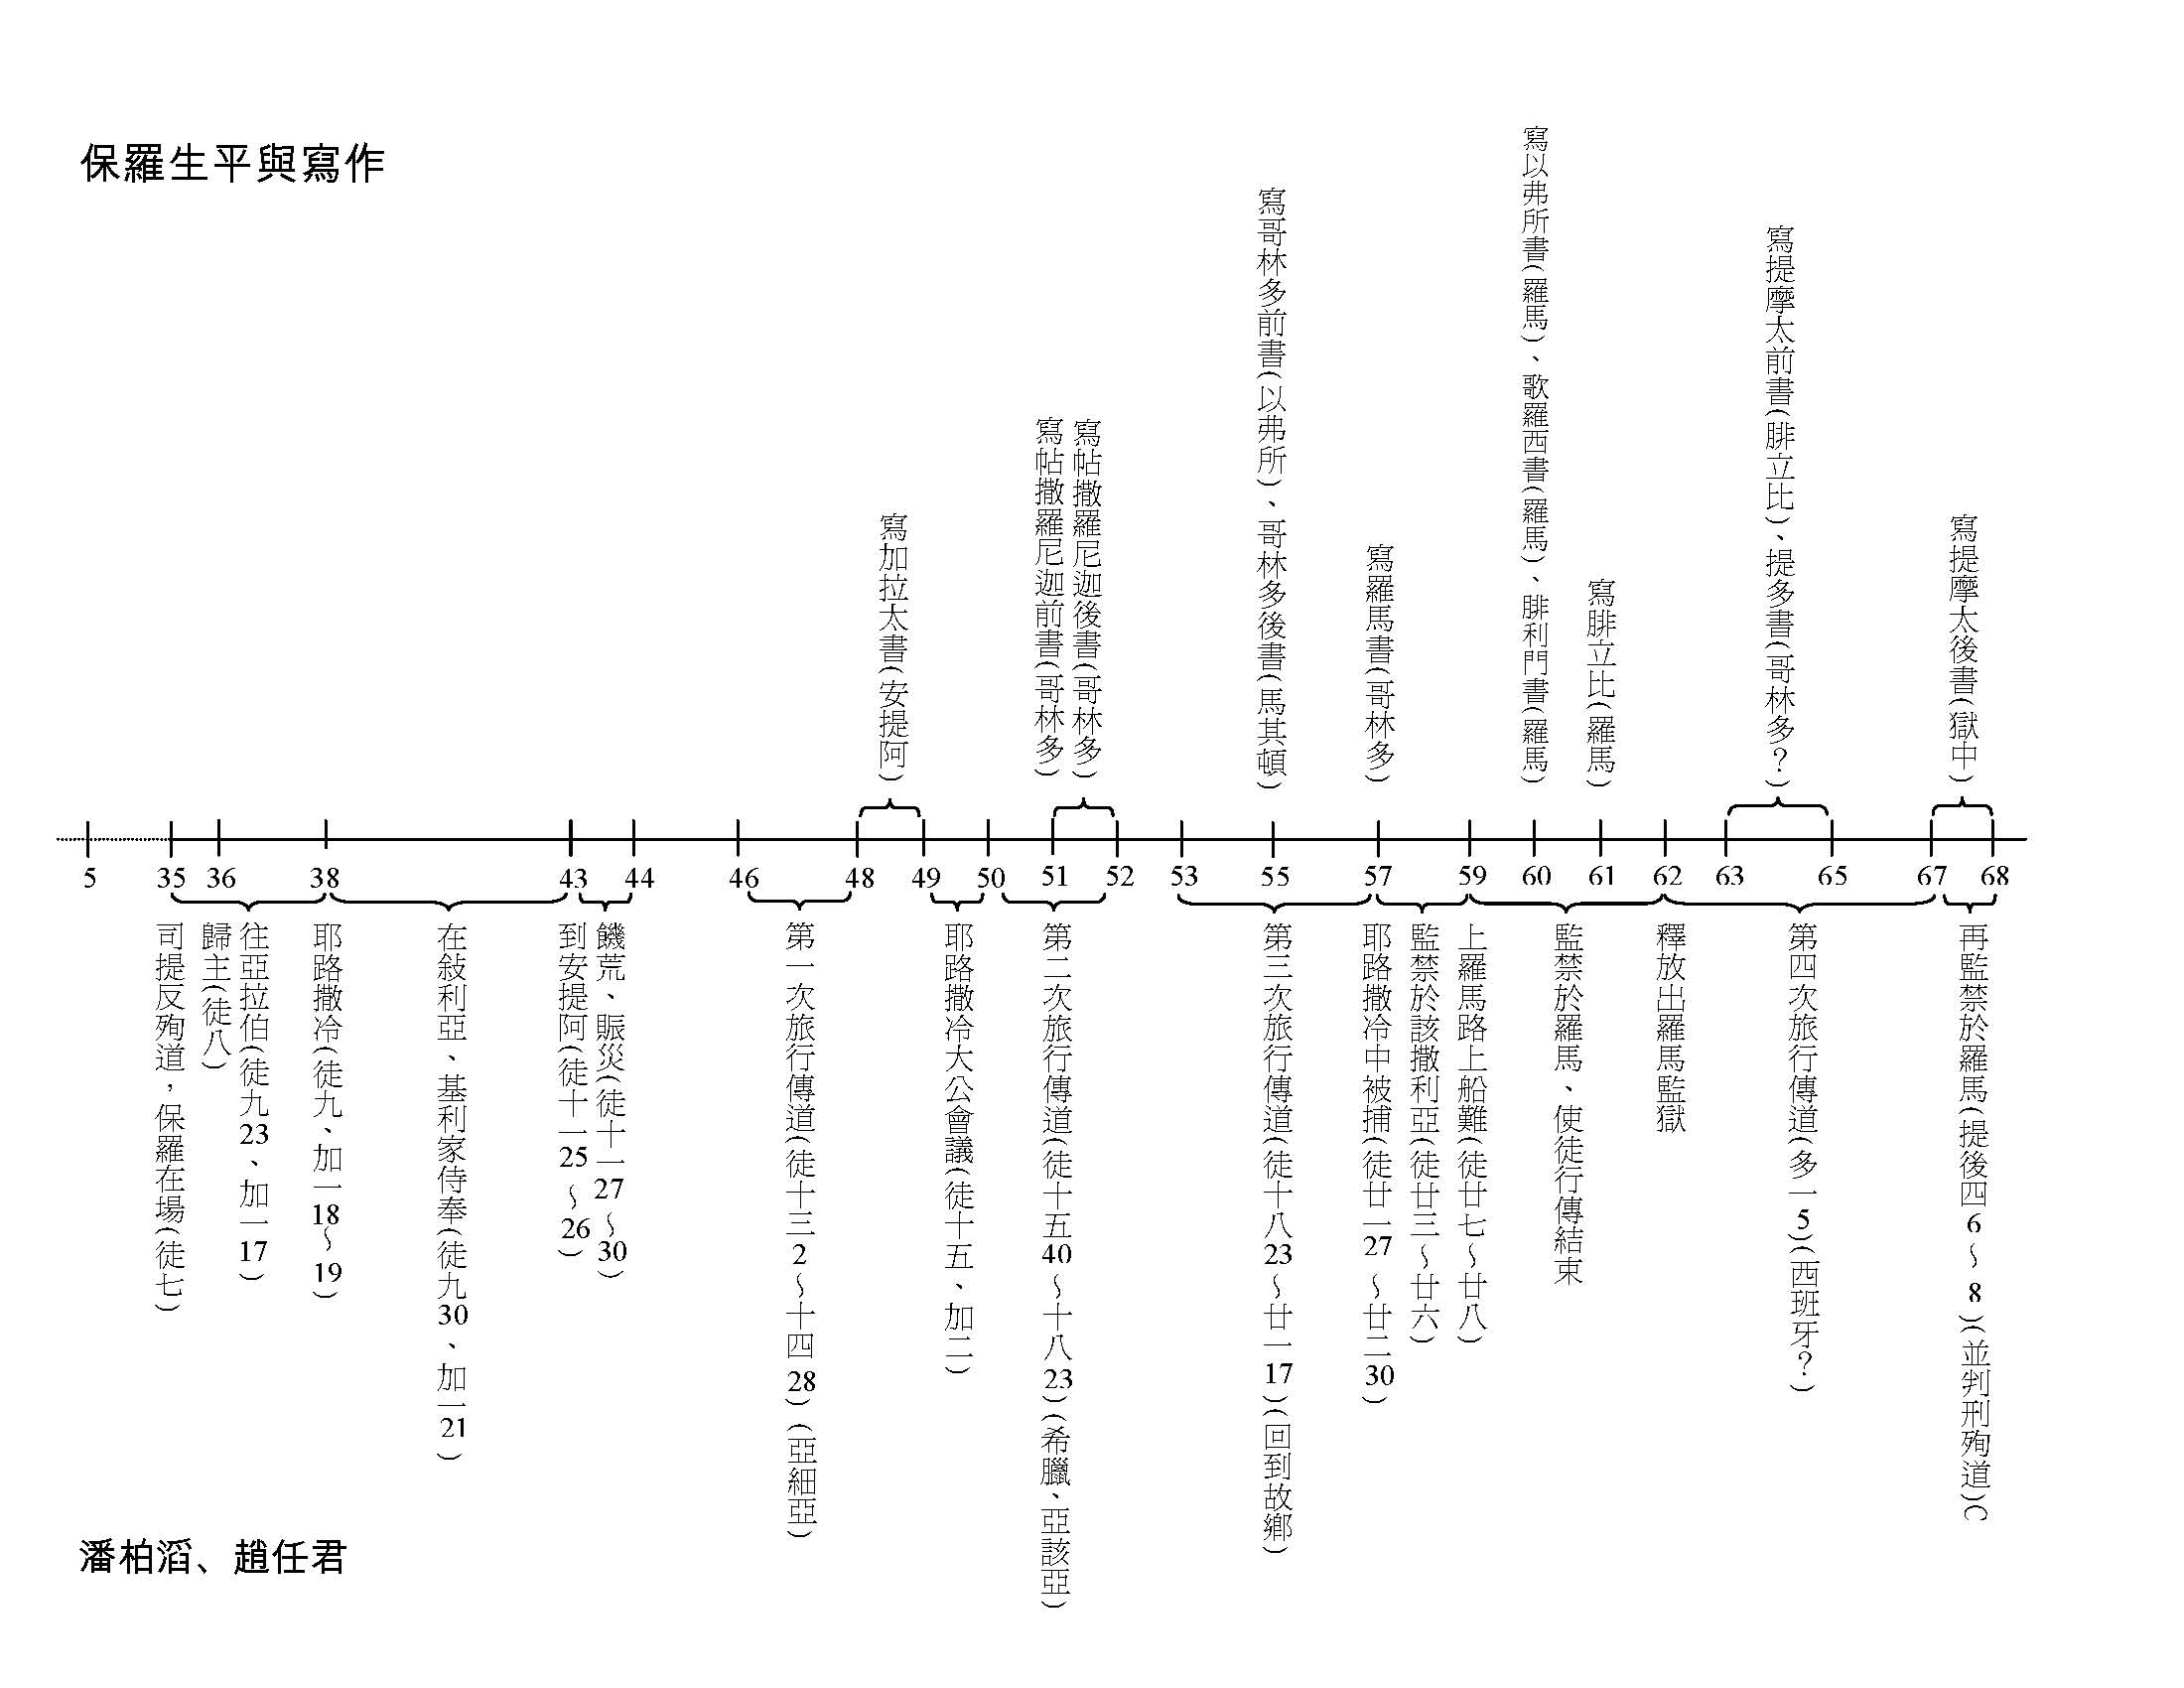 保羅生平與寫作
寫加拉太書(安提阿)
寫帖撒羅尼迦前書(哥林多)
寫帖撒羅尼迦後書(哥林多)
寫哥林多前書(以弗所)、哥林多後書(馬其頓)
寫羅馬書(哥林多)
寫以弗所書(羅馬)、歌羅西書(羅馬)、腓利門書(羅馬)
寫腓立比(羅馬)
寫提摩太前書(腓立比)、提多書(哥林多？)
寫提摩太後書(獄中)
5 35 36 38 43 44 46 48 49 50 51 52 53 55 57 59 60 61 62 63 65 67 68
司提反殉道，保羅在場(徒七)
歸主(徒八)
往亞拉伯(徒九23、加一17)
耶路撒冷(徒九、加一18～19)
在敍利亞、基利家侍奉(徒九30、加一21)
到安提阿(徒十一25～26)
饑荒、賑災(徒十一27～30)
第一次旅行傳道(徒十三2～十四28)(亞細亞)
耶路撒冷大公會議(徒十五、加二)
第二次旅行傳道(徒十五40～十八23)(希臘、亞該亞)
第三次旅行傳道(徒十八23～廿一17)(回到故鄉)
耶路撒冷中被捕(徒廿一27～廿二30)
監禁於該撒利亞(徒廿三～廿六)
上羅馬路上船難(徒廿七～廿八)
監禁於羅馬、使徒行傳結束
釋放出羅馬監獄
第四次旅行傳道(多一5)(西班牙？)
再監禁於羅馬(提後四6～8)(並判刑殉道)C
潘柏滔、趙任君